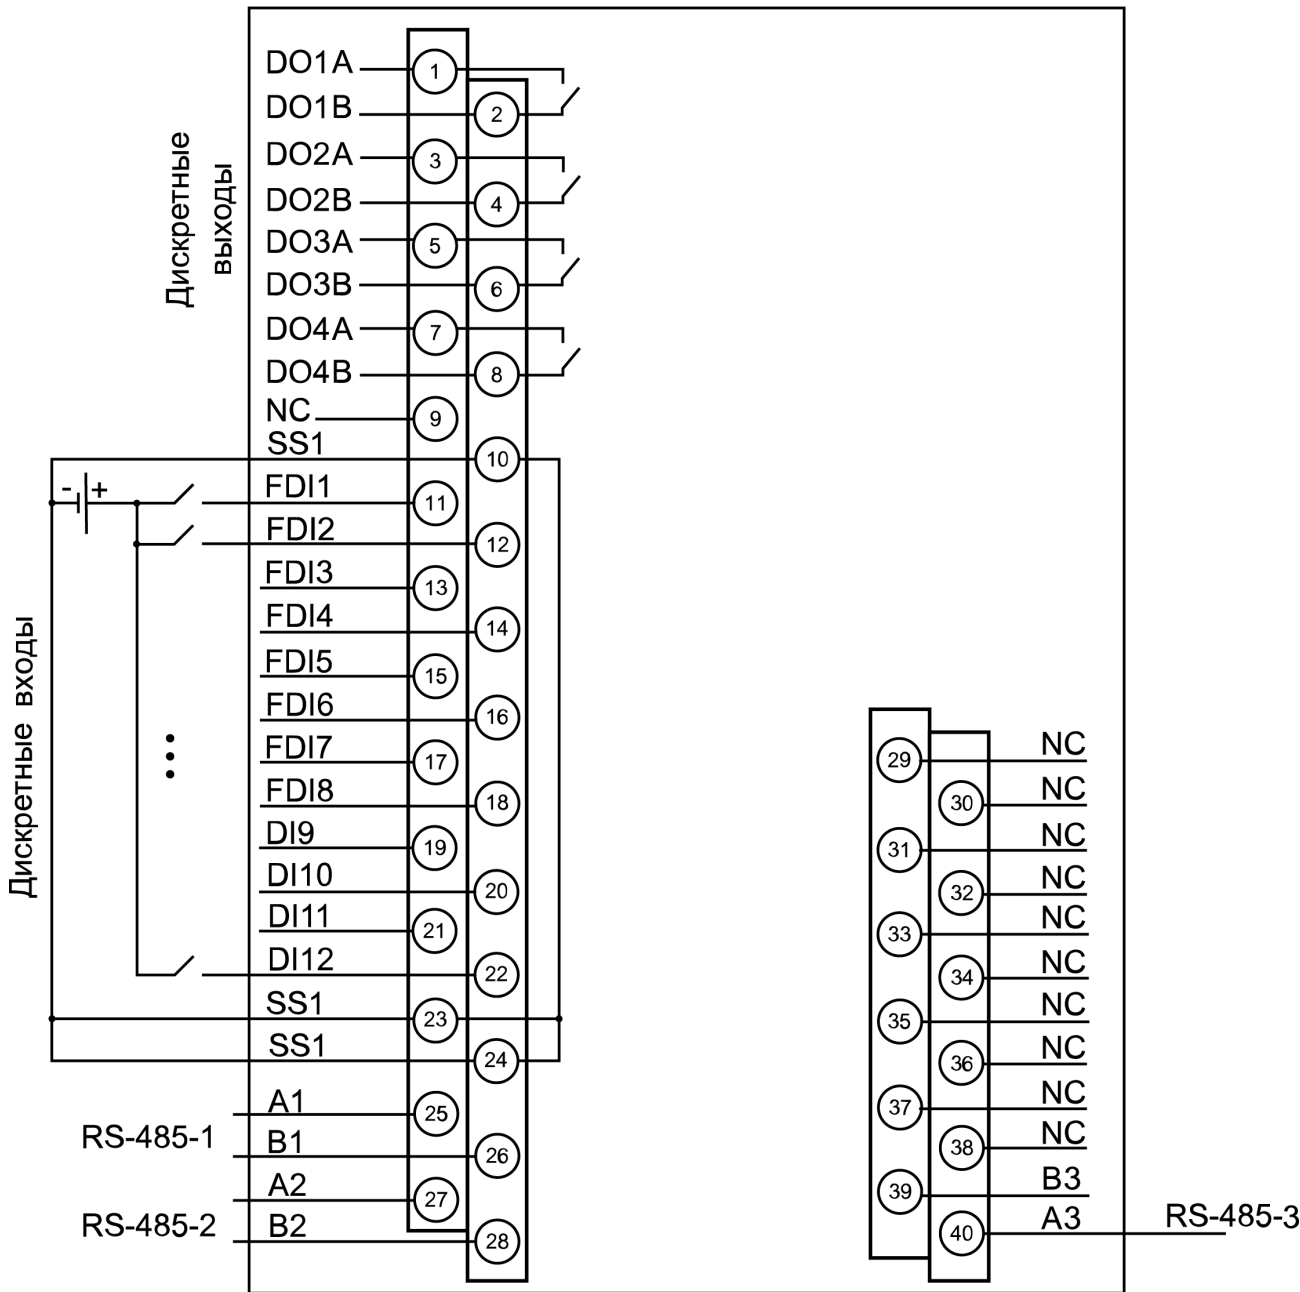 Дискретные
выходы
DO1A 1
DO1B 2
DO2A 3
DO2B 4
DO3A 5
DO3B 6
DO4A 7
DO4B 8
NC 9
SS1 10
Дискретные входы
- +
FDI1 11
FDI2 12
FDI3 13
FDI4 14
FDI5 15
FDI6 16
FDI7 17
FDI8 18
DI9 19
DI10 20
DI11 21
DI12 22
SS1 23
SS1 24
RS-485-1
A1 25
B1 26
RS-485-2
A2 27
B2 28
29 NC
30 NC
31 NC
32 NC
33 NC
34 NC
35 NC
36 NC
37 NC
38 NC
39 B3
40 A3
RS-485-3